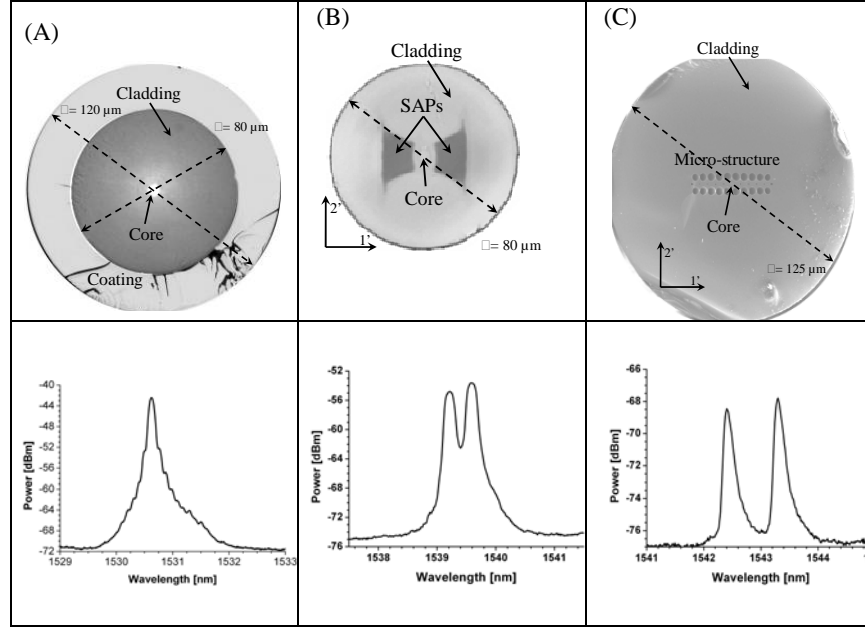 (A)
Cladding
□= 120 µm
□= 80 µm
Core
Coating
(B)
Cladding
SAPs
Core
2'
1'
□= 80 µm
(C)
Cladding
Micro-structure
Core
2'
1'
□= 125 µm
-40
-44
-48
-52
-56
-60
-64
-68
-72
Power [dBm]
1529 1530 1531 1532 1533
Wavelength [nm]
-52
-56
-60
-64
-68
-72
-76
Power [dBm]
1538 1539 1540 1541
Wavelength [nm]
-66
-68
-70
-72
-74
-76
Power [dBm]
1541 1542 1543 1544
Wavelength [nm]